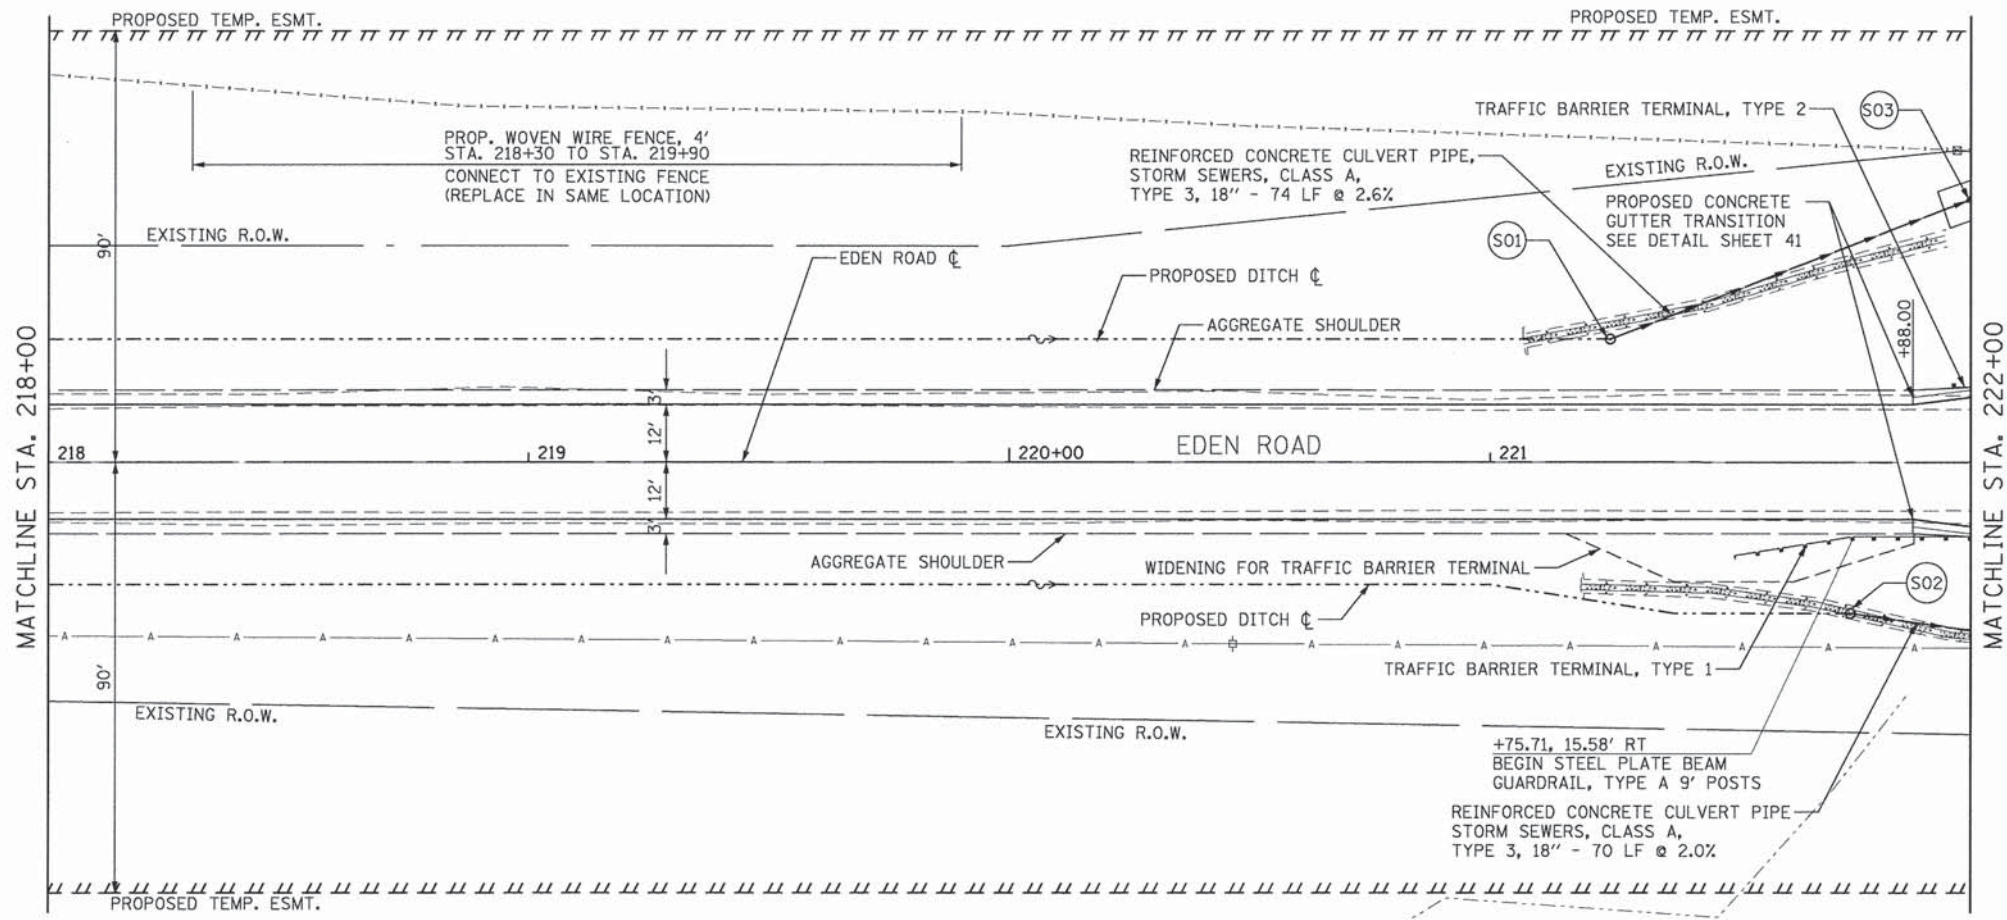 PROPOSED TEMP. ESMT.
PROPOSED TEMP. ESMT.
TRAFFIC BARRIER TERMINAL, TYPE 2
S03
PROP. WOVEN WIRE FENCE, 4'
STA. 218+30 TO STA. 219+90
CONNECT TO EXISTING FENCE
(REPLACE IN SAME LOCATION)
REINFORCED CONCRETE CULVERT PIPE,
STORM SEWERS, CLASS A,
TYPE 3, 18" - 74 LF @ 2.6%
EXISTING R.O.W.
PROPOSED CONCRETE
GUTTER TRANSITION
SEE DETAIL SHEET 41
90'
EXISTING R.O.W.
S01
EDEN ROAD ℄
PROPOSED DITCH ℄
AGGREGATE SHOULDER
+88.00
MATCHLINE STA. 218+00
MATCHLINE STA. 222+00
3'
12'
218
219
220+00
EDEN ROAD
221
12'
3'
AGGREGATE SHOULDER
WIDENING FOR TRAFFIC BARRIER TERMINAL
S02
PROPOSED DITCH ℄
A A A A A A A A A A A A A A A A A A A A A A
90'
TRAFFIC BARRIER TERMINAL, TYPE 1
EXISTING R.O.W.
EXISTING R.O.W.
+75.71, 15.58' RT
BEGIN STEEL PLATE BEAM
GUARDRAIL, TYPE A 9' POSTS
REINFORCED CONCRETE CULVERT PIPE
STORM SEWERS, CLASS A,
TYPE 3, 18" - 70 LF @ 2.0%
PROPOSED TEMP. ESMT.